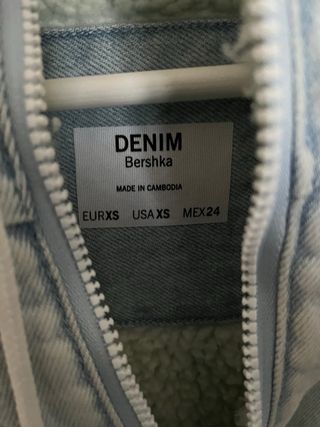 DENIM
Bershka
MADE IN CAMBODIA
EURXS USAXS MEX24